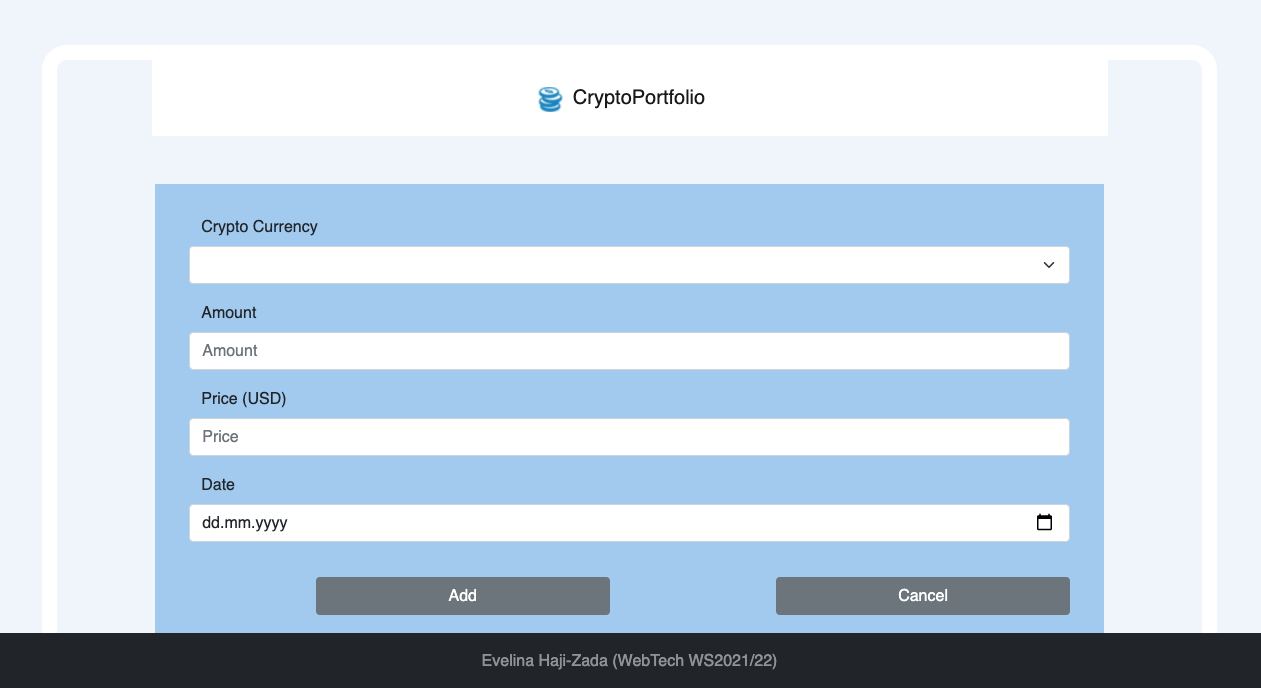 CryptoPortfolio
Crypto Currency
Amount
Amount
Price (USD)
Price
Date
dd.mm.yyyy
Add Cancel
Evelina Haji-Zada (WebTech WS2021/22)